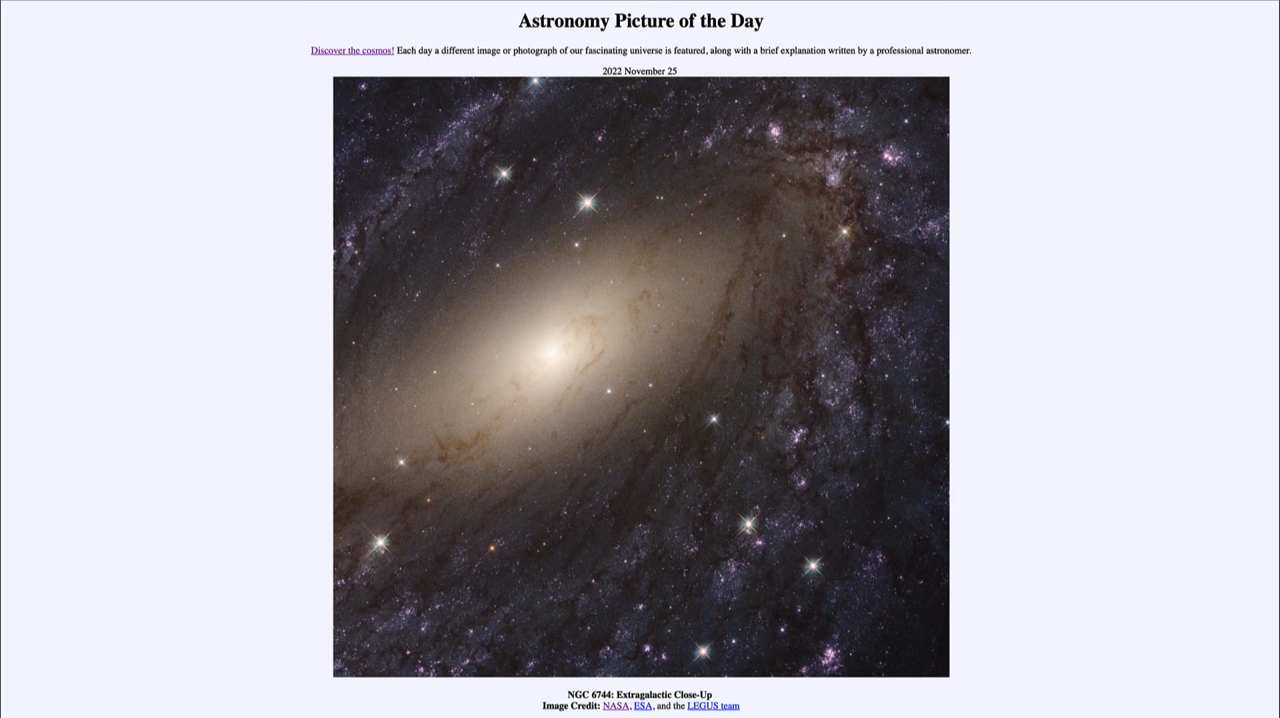 Astronomy Picture of the Day
Discover the cosmos! Each day a different image or photograph of our fascinating universe is featured, along with a brief explanation written by a professional astronomer.
2022 November 25
NGC 6744: Extragalactic Close-Up
Image Credit: NASA, ESA, and the LEGUS team